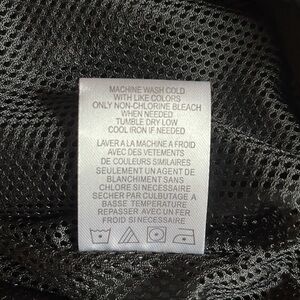 MACHINE WASH COLD
WITH LIKE COLORS
ONLY NON-CHLORINE BLEACH
WHEN NEEDED
TUMBLE DRY LOW
COOL IRON IF NEEDED
LAVER A LA MACHINE A FROID
AVEC DES VETEMENTS
DE COULEURS SIMILAIRES
SEULEMENT UN AGENT DE
BLANCHIMENT SANS
CHLORE SI NECESSAIRE
SECHER PAR CULBUTAGE A
BASSE TEMPERATURE
REPASSER AVEC UN FER
FROID SI NECESSAIRE